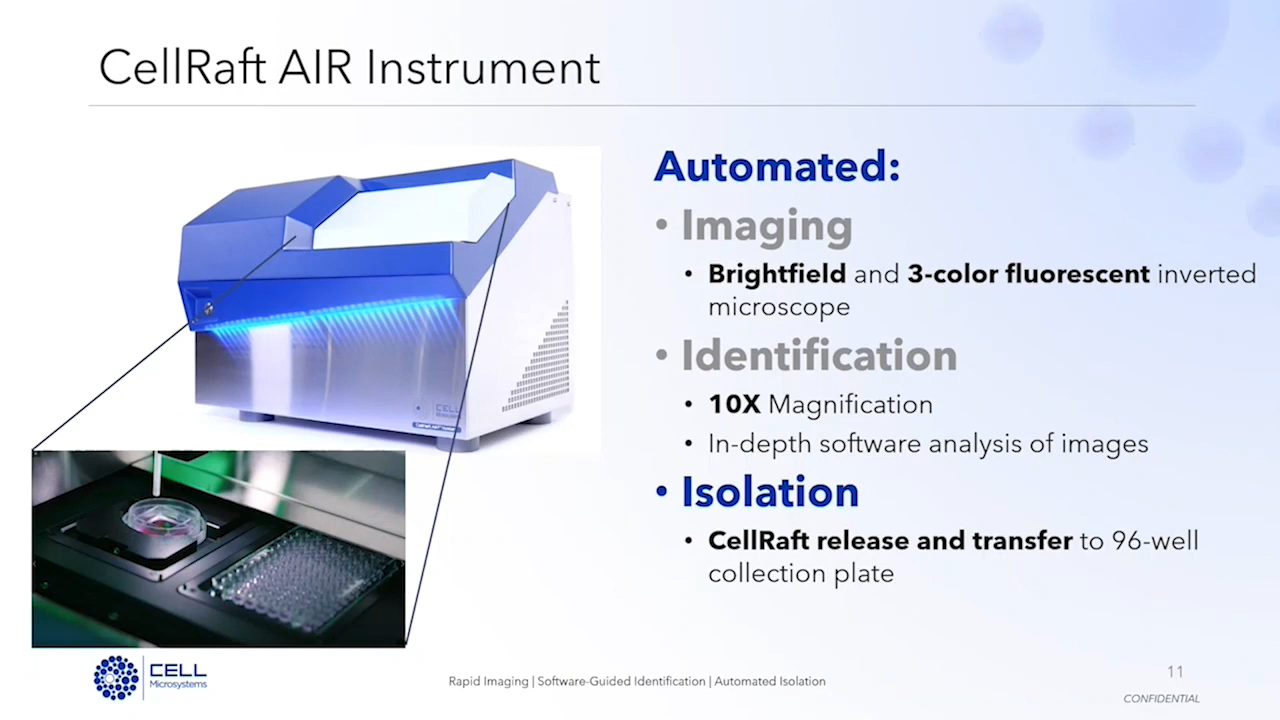 CellRaft AIR Instrument
Automated:
• Imaging
• Brightfield and 3-color fluorescent inverted
microscope
• Identification
• 10X Magnification
• In-depth software analysis of images
• Isolation
• CellRaft release and transfer to 96-well
collection plate
CELL
CELL
Microsystems
Rapid Imaging | Software-Guided Identification | Automated Isolation
11
CONFIDENTIAL